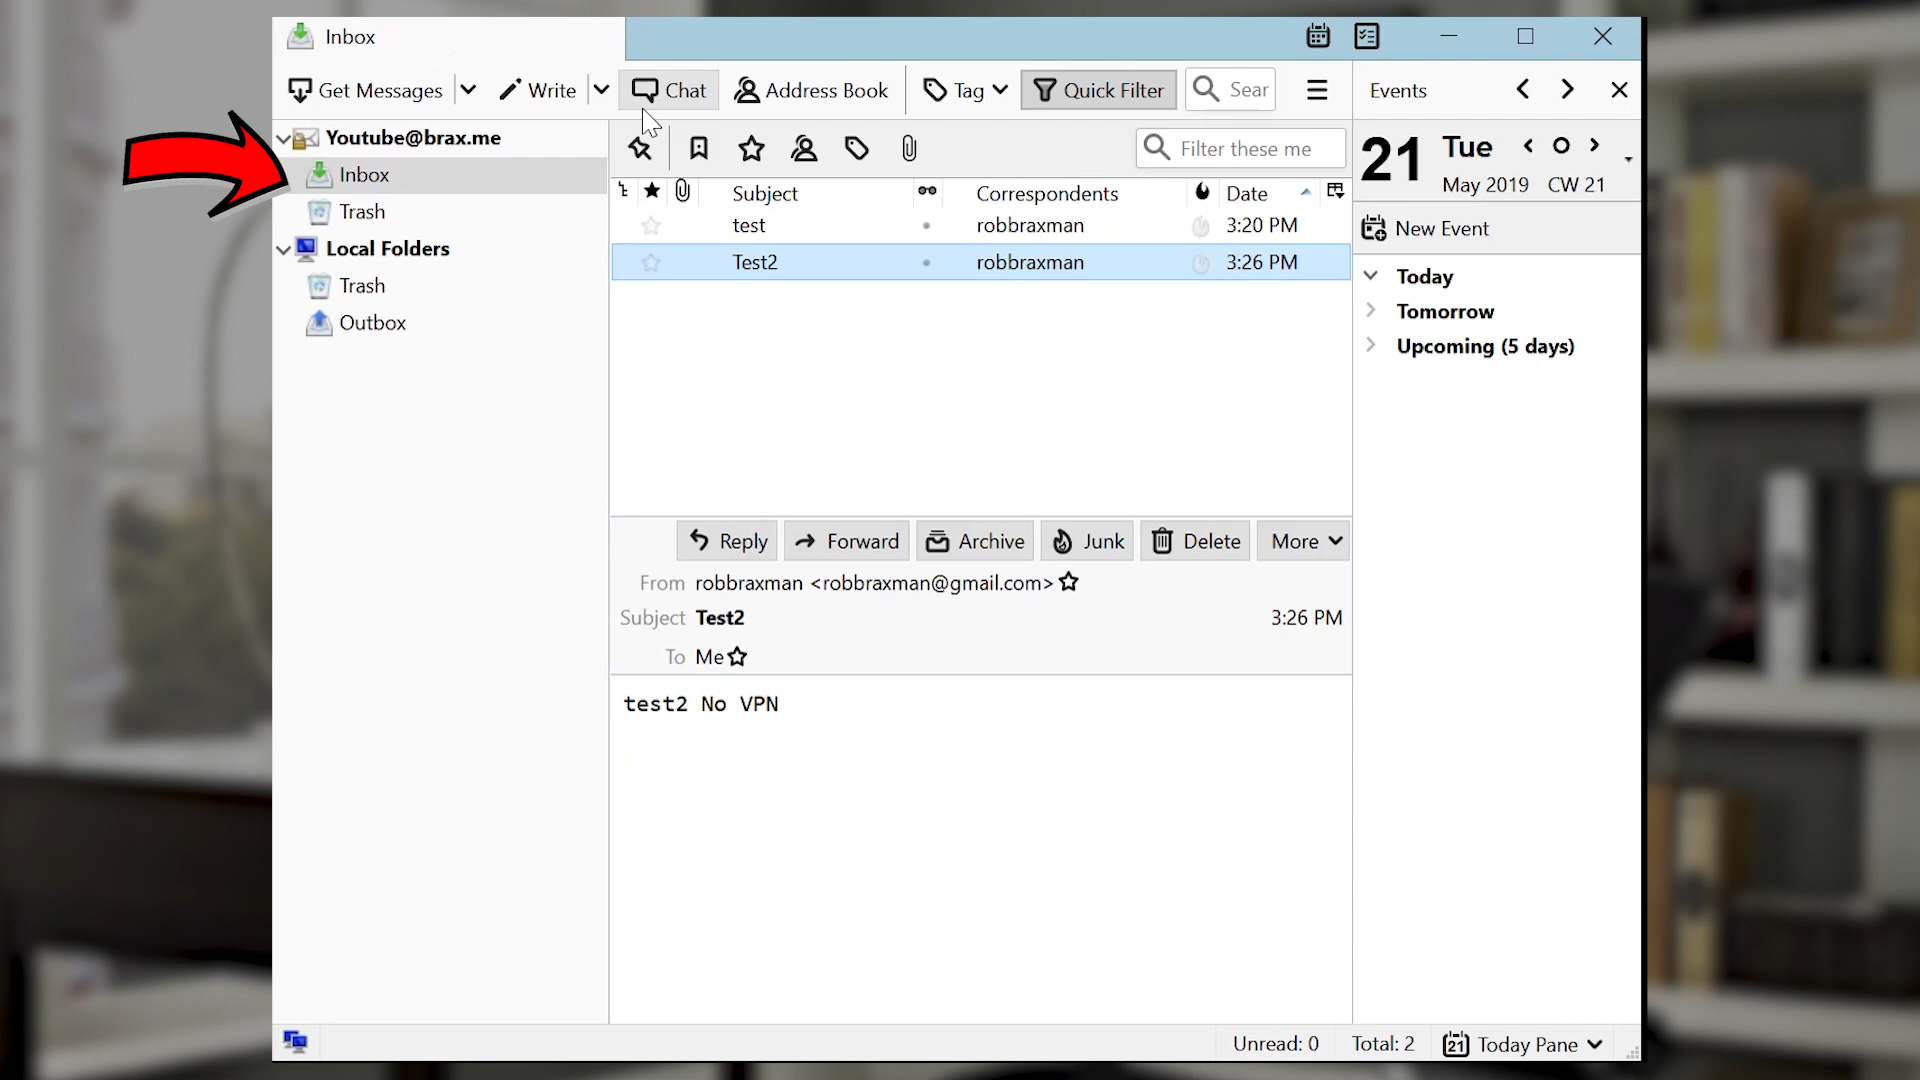 Inbox
Get Messages Write Chat Address Book Tag Quick Filter Sear
Events
Youtube@brax.me
Inbox
Trash
Local Folders
Trash
Outbox
Filter these me
Subject Correspondents Date
test robbraxman 3:20 PM
Test2 robbraxman 3:26 PM
Reply Forward Archive Junk Delete More
From robbraxman <robbraxman@gmail.com>
Subject Test2 3:26 PM
To Me
test2 No VPN
21 Tue
May 2019 CW 21
New Event
Today
Tomorrow
Upcoming (5 days)
Unread: 0 Total: 2 21 Today Pane